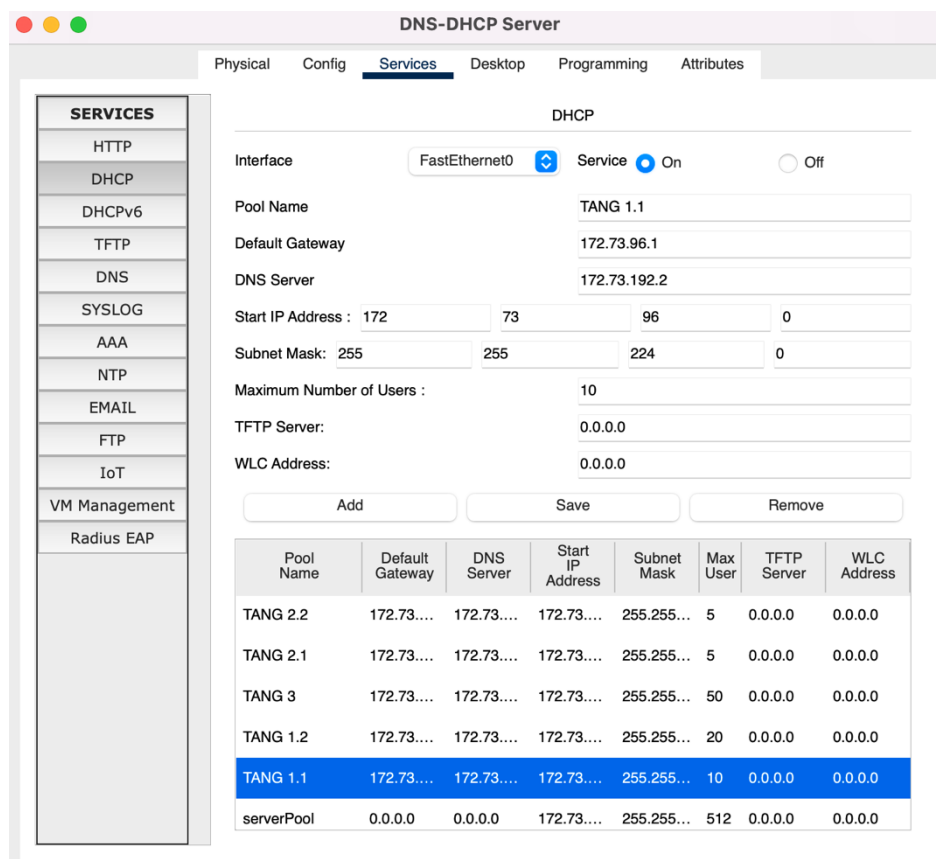 DNS-DHCP Server
Physical Config Services Desktop Programming Attributes
SERVICES
HTTP
DHCP
DHCPv6
TFTP
DNS
SYSLOG
AAA
NTP
EMAIL
FTP
IoT
VM Management
Radius EAP
DHCP
Interface FastEthernet0 Service On Off
Pool Name TANG 1.1
Default Gateway 172.73.96.1
DNS Server 172.73.192.2
Start IP Address : 172 73 96 0
Subnet Mask: 255 255 224 0
Maximum Number of Users : 10
TFTP Server: 0.0.0.0
WLC Address: 0.0.0.0
Add Save Remove
Pool Name Default Gateway DNS Server Start IP Address Subnet Mask Max User TFTP Server WLC Address
TANG 2.2 172.73.... 172.73.... 172.73.... 255.255... 5 0.0.0.0 0.0.0.0
TANG 2.1 172.73.... 172.73.... 172.73.... 255.255... 5 0.0.0.0 0.0.0.0
TANG 3 172.73.... 172.73.... 172.73.... 255.255... 50 0.0.0.0 0.0.0.0
TANG 1.2 172.73.... 172.73.... 172.73.... 255.255... 20 0.0.0.0 0.0.0.0
TANG 1.1 172.73.... 172.73.... 172.73.... 255.255... 10 0.0.0.0 0.0.0.0
serverPool 0.0.0.0 0.0.0.0 172.73.... 255.255... 512 0.0.0.0 0.0.0.0